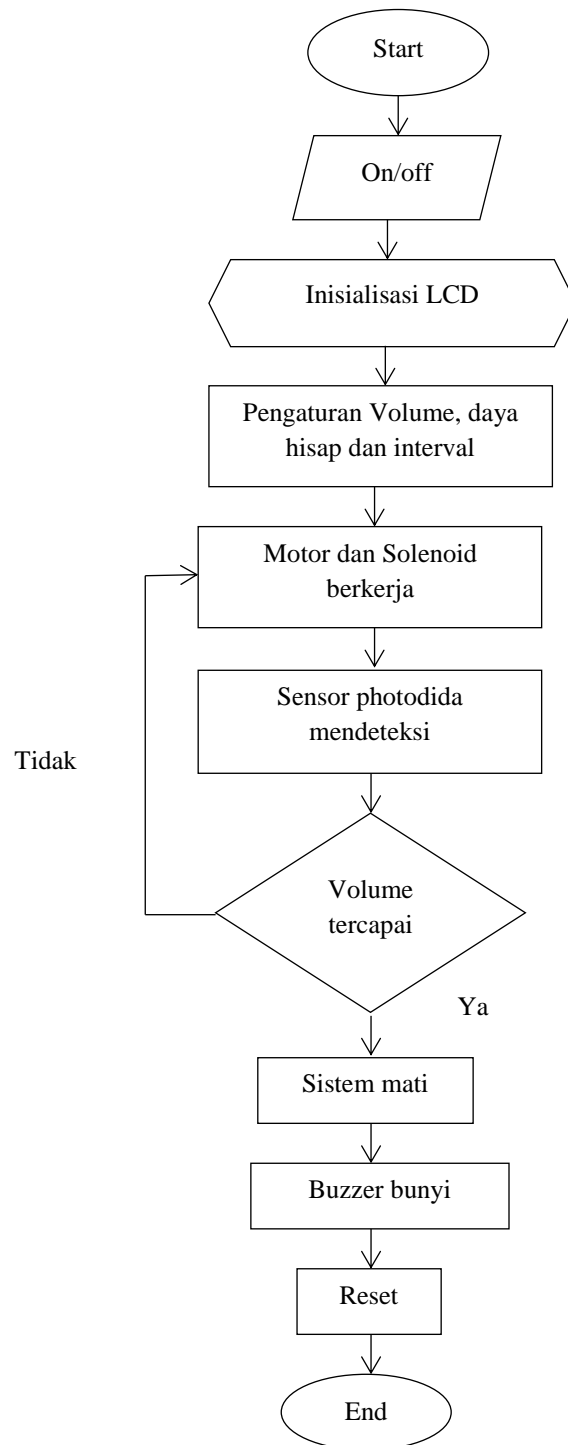 Start
On/off
Inisialisasi LCD
Pengaturan Volume, daya
hisap dan interval
Motor dan Solenoid
berkerja
Sensor photodida
mendeteksi
Tidak
Volume
tercapai
Ya
Sistem mati
Buzzer bunyi
Reset
End